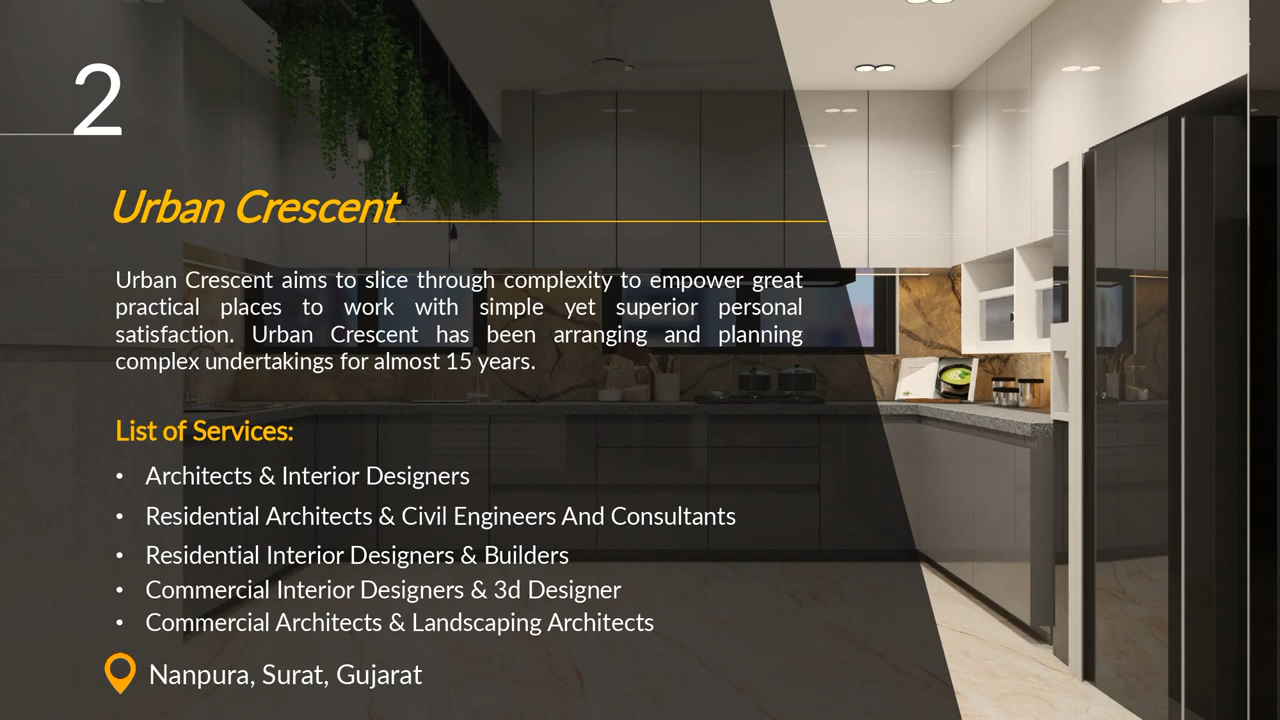 2
Urban Crescent
Urban Crescent aims to slice through complexity to empower great
practical places to work with simple yet superior personal
satisfaction. Urban Crescent has been arranging and planning
complex undertakings for almost 15 years.
List of Services:
• Architects & Interior Designers
• Residential Architects & Civil Engineers And Consultants
• Residential Interior Designers & Builders
• Commercial Interior Designers & 3d Designer
• Commercial Architects & Landscaping Architects
Nanpura, Surat, Gujarat